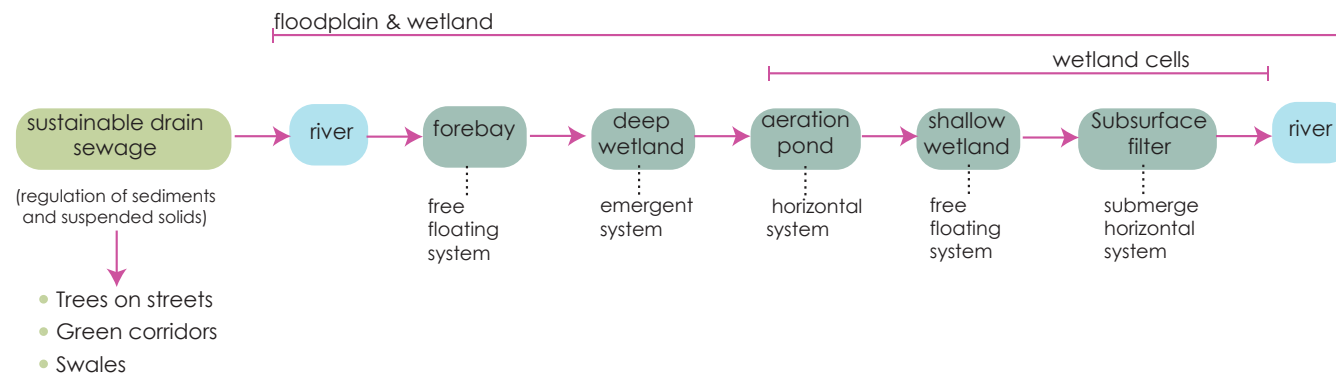 floodplain & wetland
wetland cells
sustainable drain
sewage
river
forebay
deep
wetland
aeration
pond
shallow
wetland
Subsurface
filter
river
(regulation of sediments
and suspended solids)
free
floating
system
emergent
system
horizontal
system
free
floating
system
submerge
horizontal
system
• Trees on streets
• Green corridors
• Swales